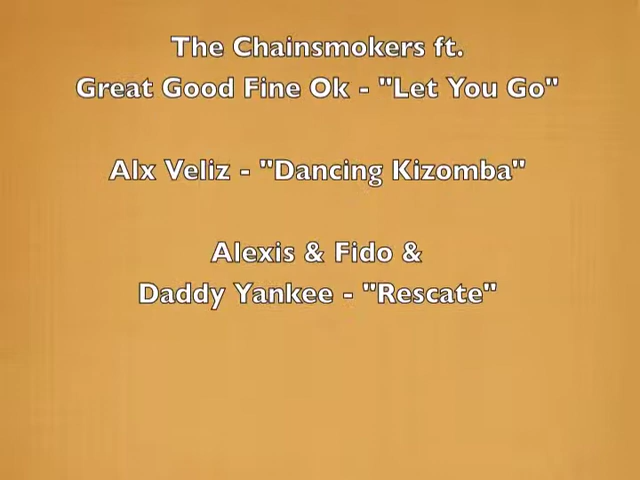 The Chainsmokers ft.
Great Good Fine Ok - "Let You Go"
Alx Veliz - "Dancing Kizomba"
Alexis & Fido &
Daddy Yankee - "Rescate"